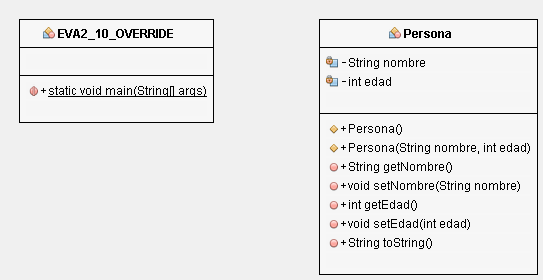 EVA2_10_OVERRIDE
+static void main(String[] args)
Persona
-String nombre
-int edad
+Persona()
+Persona(String nombre, int edad)
+String getNombre()
+void setNombre(String nombre)
+int getEdad()
+void setEdad(int edad)
+String toString()